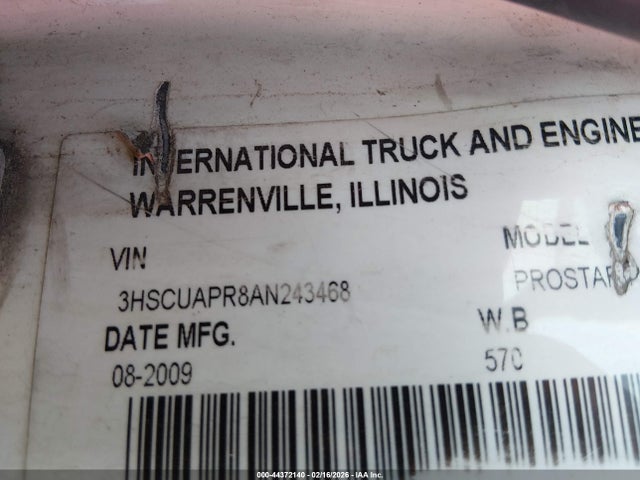 INTERNATIONAL TRUCK AND ENGINE
WARRENVILLE, ILLINOIS
VIN
MODEL
3HSCUAPR8AN243468
PROSTAR
DATE MFG.
W.B
08-2009
570
000-44372140 - 02/16/2026 - IAA Inc.